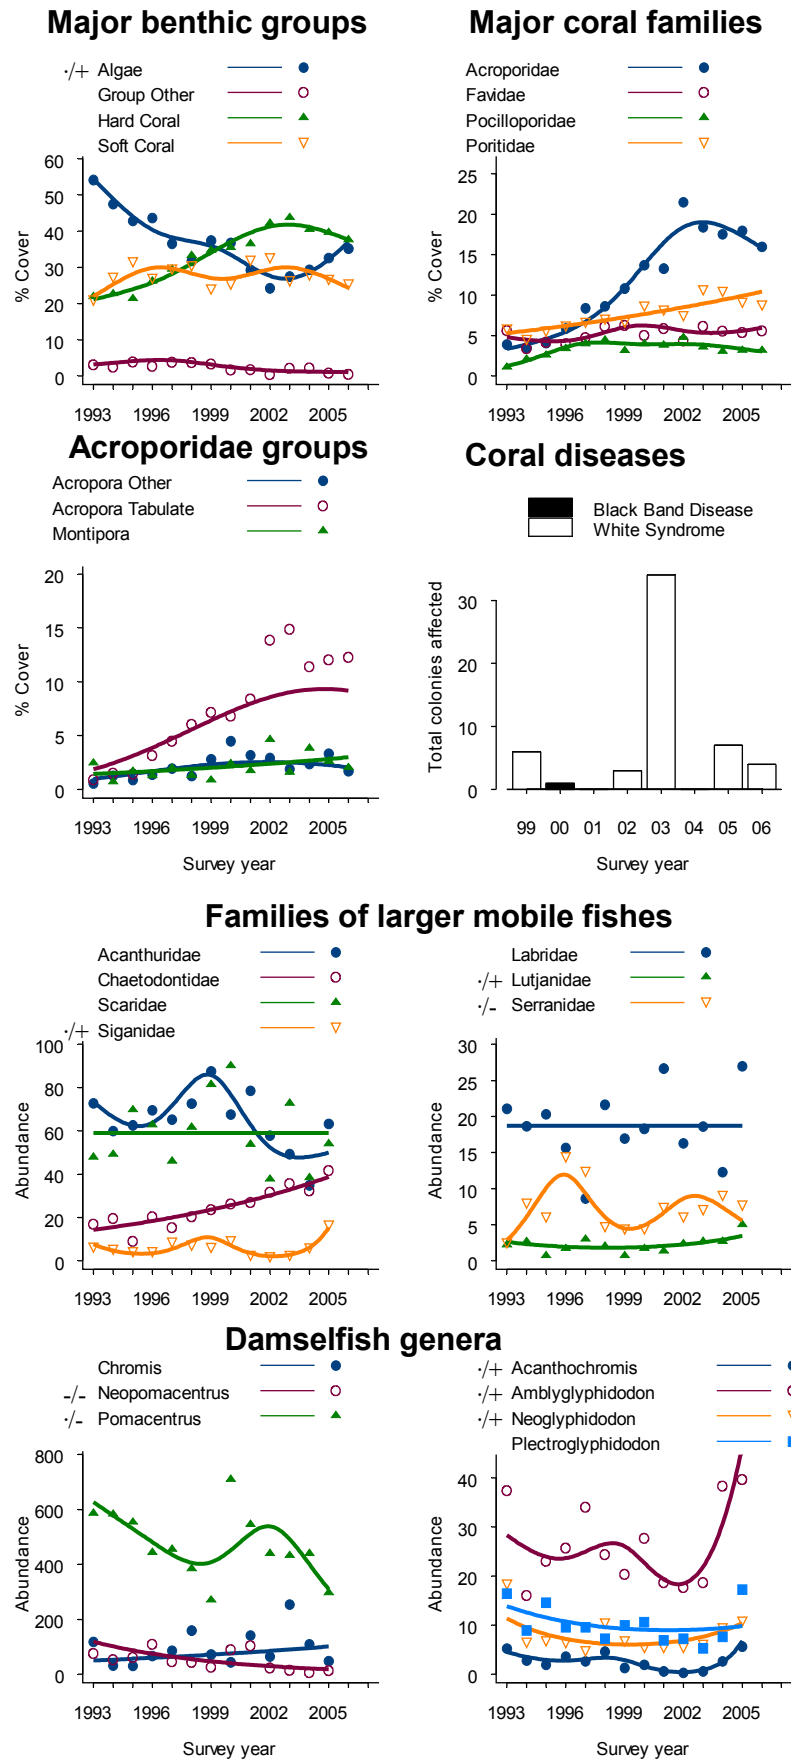 Major benthic groups
·/+ Algae
Group Other
Hard Coral
Soft Coral
% Cover
60
50
40
30
20
10
0
1993 1996 1999 2002 2005
Major coral families
Acroporidae
Favidae
Pocilloporidae
Poritidae
% Cover
25
20
15
10
5
0
1993 1996 1999 2002 2005
Acroporidae groups
Acropora Other
Acropora Tabulate
Montipora
% Cover
20
15
10
5
0
1993 1996 1999 2002 2005
Survey year
Coral diseases
Black Band Disease
White Syndrome
Total colonies affected
30
20
10
0
99 00 01 02 03 04 05 06
Survey year
Families of larger mobile fishes
Acanthuridae
Chaetodontidae
Scaridae
·/+ Siganidae
Abundance
100
80
60
40
20
0
1993 1996 1999 2002 2005
Labridae
·/+ Lutjanidae
·/- Serranidae
Abundance
30
25
20
15
10
5
0
1993 1996 1999 2002 2005
Damselfish genera
Chromis
-/- Neopomacentrus
·/- Pomacentrus
Abundance
800
600
400
200
0
1993 1996 1999 2002 2005
Survey year
·/+ Acanthochromis
·/+ Amblyglyphidodon
·/+ Neoglyphidodon
Plectroglyphidodon
Abundance
40
30
20
10
0
1993 1996 1999 2002 2005
Survey year